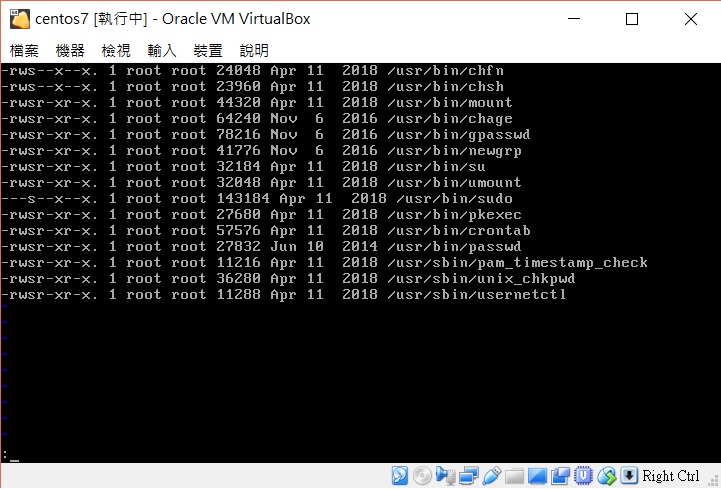 centos7 [執行中] - Oracle VM VirtualBox
檔案 機器 檢視 輸入 裝置 說明
-rws--x--x. 1 root root 24048 Apr 11  2018 /usr/bin/chfn
-rws--x--x. 1 root root 23960 Apr 11  2018 /usr/bin/chsh
-rwsr-xr-x. 1 root root 44320 Apr 11  2018 /usr/bin/mount
-rwsr-xr-x. 1 root root 64240 Nov  6  2016 /usr/bin/chage
-rwsr-xr-x. 1 root root 78216 Nov  6  2016 /usr/bin/gpasswd
-rwsr-xr-x. 1 root root 41776 Nov  6  2016 /usr/bin/newgrp
-rwsr-xr-x. 1 root root 32184 Apr 11  2018 /usr/bin/su
-rwsr-xr-x. 1 root root 32048 Apr 11  2018 /usr/bin/umount
---s--x--x. 1 root root 143184 Apr 11  2018 /usr/bin/sudo
-rwsr-xr-x. 1 root root 27680 Apr 11  2018 /usr/bin/pkexec
-rwsr-xr-x. 1 root root 57576 Apr 11  2018 /usr/bin/crontab
-rwsr-xr-x. 1 root root 27832 Jun 10  2014 /usr/bin/passwd
-rwsr-xr-x. 1 root root 11216 Apr 11  2018 /usr/sbin/pam_timestamp_check
-rwsr-xr-x. 1 root root 36280 Apr 11  2018 /usr/sbin/unix_chkpwd
-rwsr-xr-x. 1 root root 11288 Apr 11  2018 /usr/sbin/usernetctl
~
~
~
~
~
~
~
~
~
:_
Right Ctrl